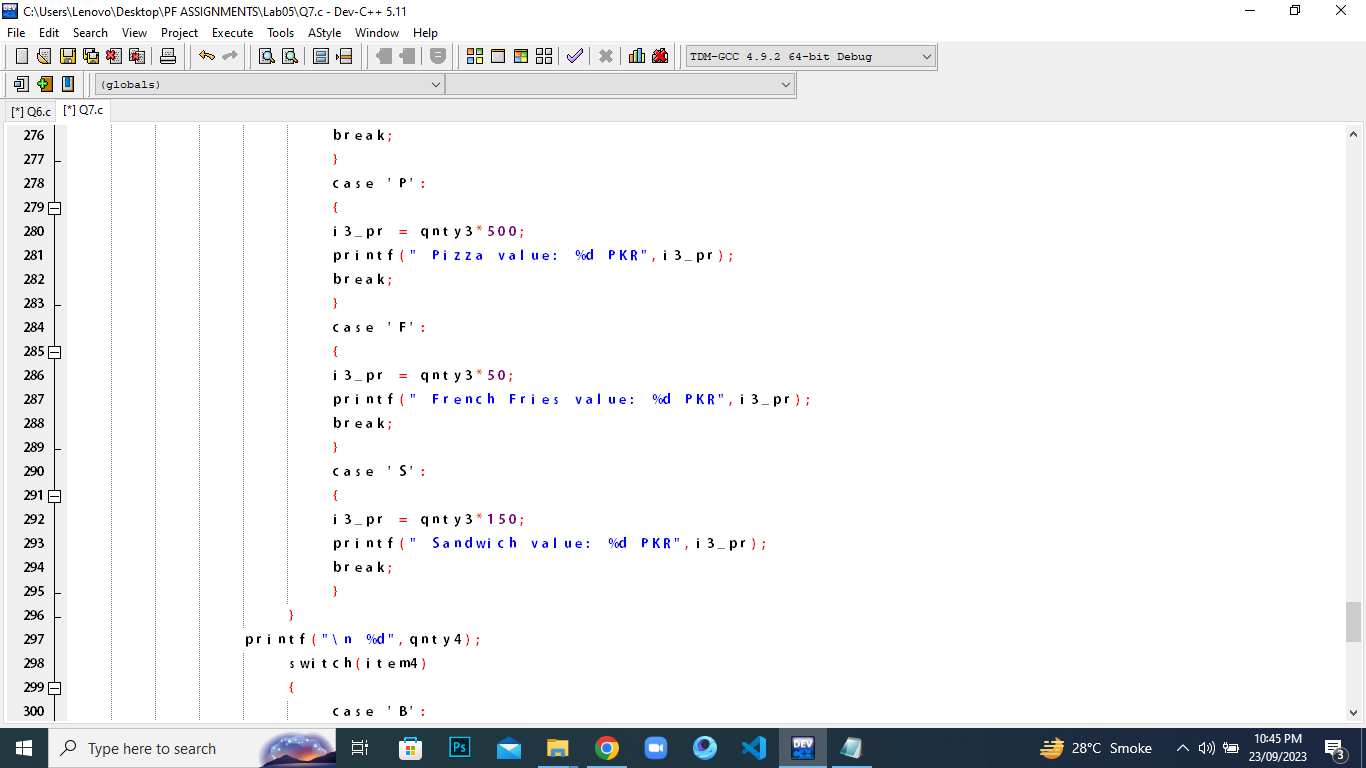 C:\Users\Lenovo\Desktop\PF ASSIGNMENTS\Lab05\Q7.c - Dev-C++ 5.11
File Edit Search View Project Execute Tools AStyle Window Help
TDM-GCC 4.9.2 64-bit Debug
(globals)
[*] Q6.c [*] Q7.c
276 break;
277 }
278 case 'P':
279 {
280 i3_pr = qnty3*500;
281 printf(" Pizza value: %d PKR",i3_pr);
282 break;
283 }
284 case 'F':
285 {
286 i3_pr = qnty3*50;
287 printf(" French Fries value: %d PKR",i3_pr);
288 break;
289 }
290 case 'S':
291 {
292 i3_pr = qnty3*150;
293 printf(" Sandwich value: %d PKR",i3_pr);
294 break;
295 }
296 }
297 printf("\n %d",qnty4);
298 switch(item4)
299 {
300 case 'B':
Type here to search
Ps
DEV
28°C Smoke
10:45 PM
23/09/2023
3